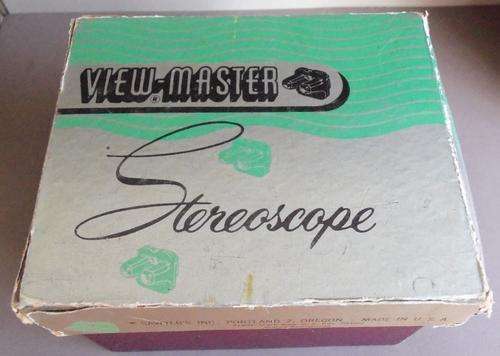 VIEW-MASTER
®
Stereoscope
SAWYER'S INC. PORTLAND 7, OREGON MADE IN U.S.A.